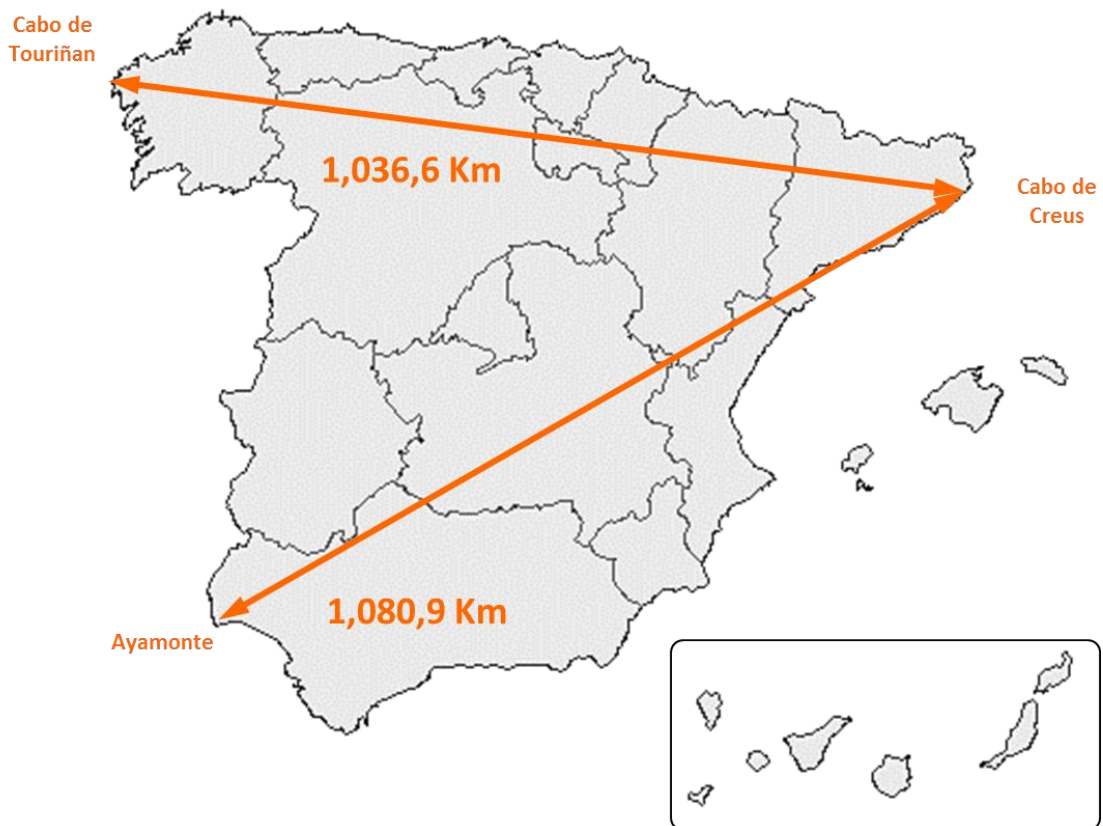 Cabo de
Touriñan
1,036,6 Km
Cabo de
Creus
1,080,9 Km
Ayamonte